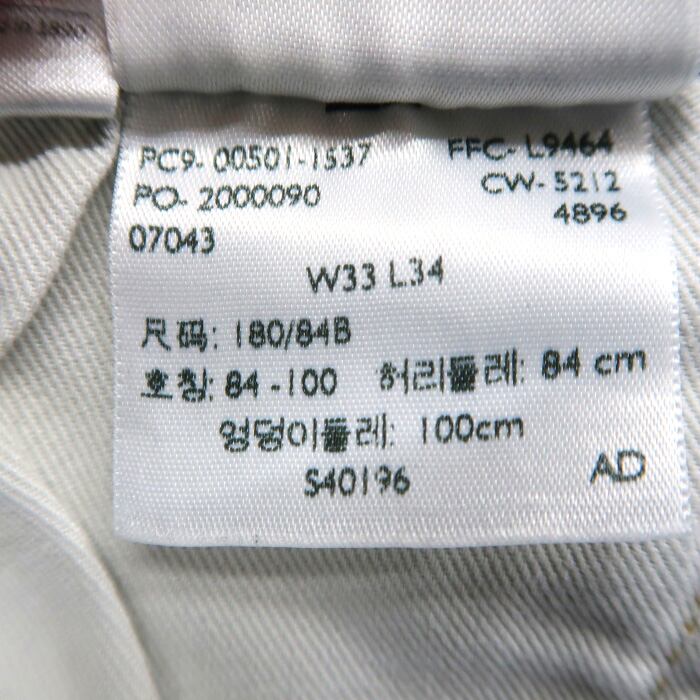 PC9- 00501-1537 FFC- L9464
PO- 2000090 CW- 5212
4896
07043
W33 L34
尺码: 180/84B
호칭: 84 -100 허리둘레: 84 cm
엉덩이둘레: 100cm
S40196 AD